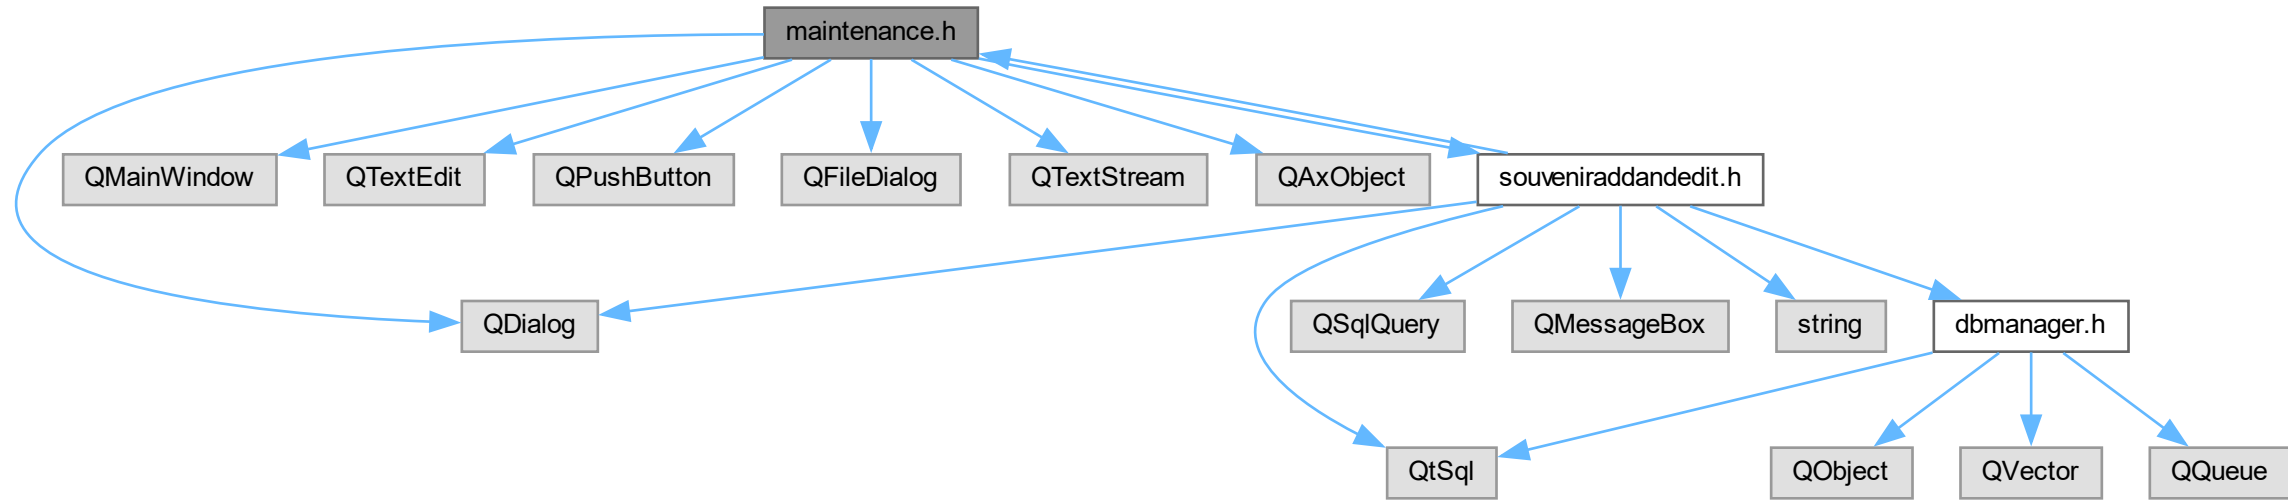 maintenance.h
QMainWindow
QTextEdit
QPushButton
QFileDialog
QTextStream
QAxObject
souveniraddandedit.h
QDialog
QSqlQuery
QMessageBox
string
dbmanager.h
QtSql
QObject
QVector
QQueue